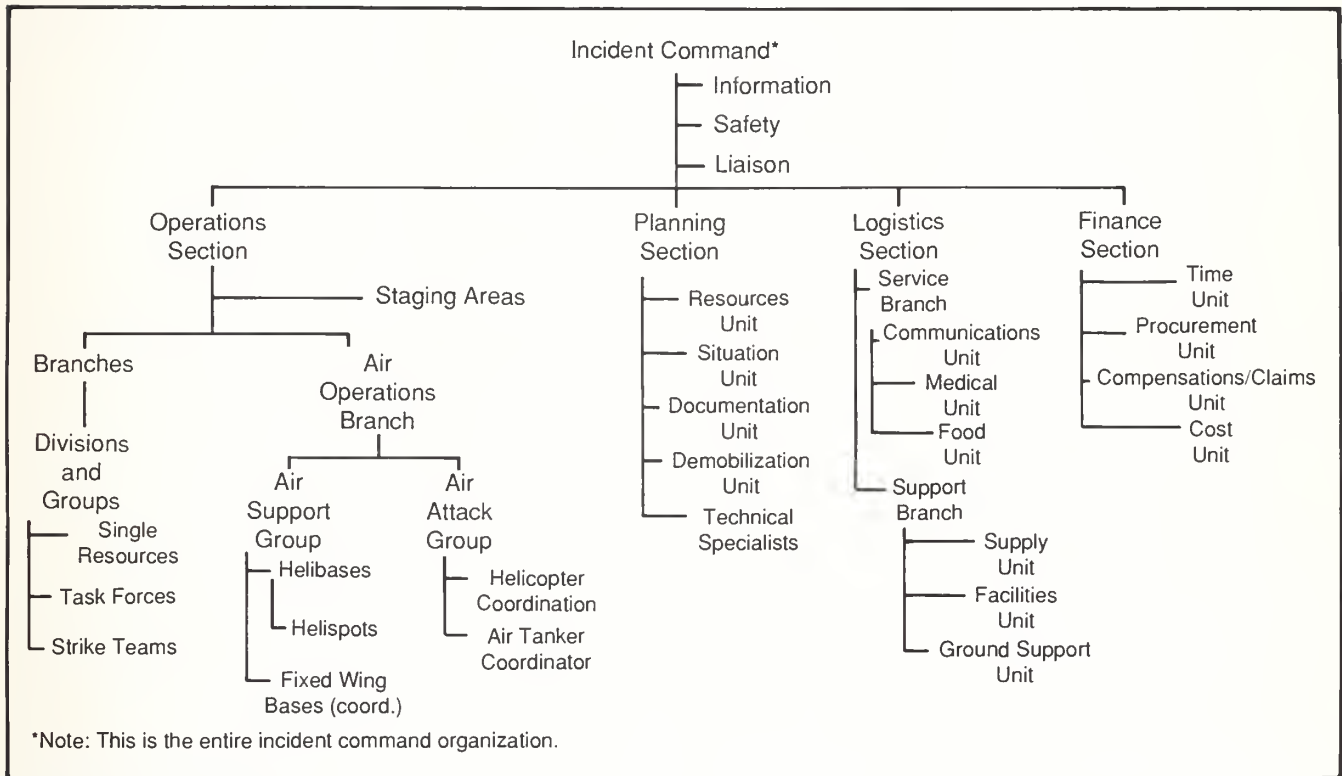 Incident Command*
Information
Safety
Liaison
Operations
Section
Staging Areas
Branches
Divisions
and
Groups
Single
Resources
Task Forces
Strike Teams
Air
Operations
Branch
Air
Support
Group
Helibases
Helispots
Fixed Wing
Bases (coord.)
Air
Attack
Group
Helicopter
Coordination
Air Tanker
Coordinator
Planning
Section
Resources
Unit
Situation
Unit
Documentation
Unit
Demobilization
Unit
Technical
Specialists
Logistics
Section
Service
Branch
Communications
Unit
Medical
Unit
Food
Unit
Support
Branch
Supply
Unit
Facilities
Unit
Ground Support
Unit
Finance
Section
Time
Unit
Procurement
Unit
Compensations/Claims
Unit
Cost
Unit
*Note: This is the entire incident command organization.